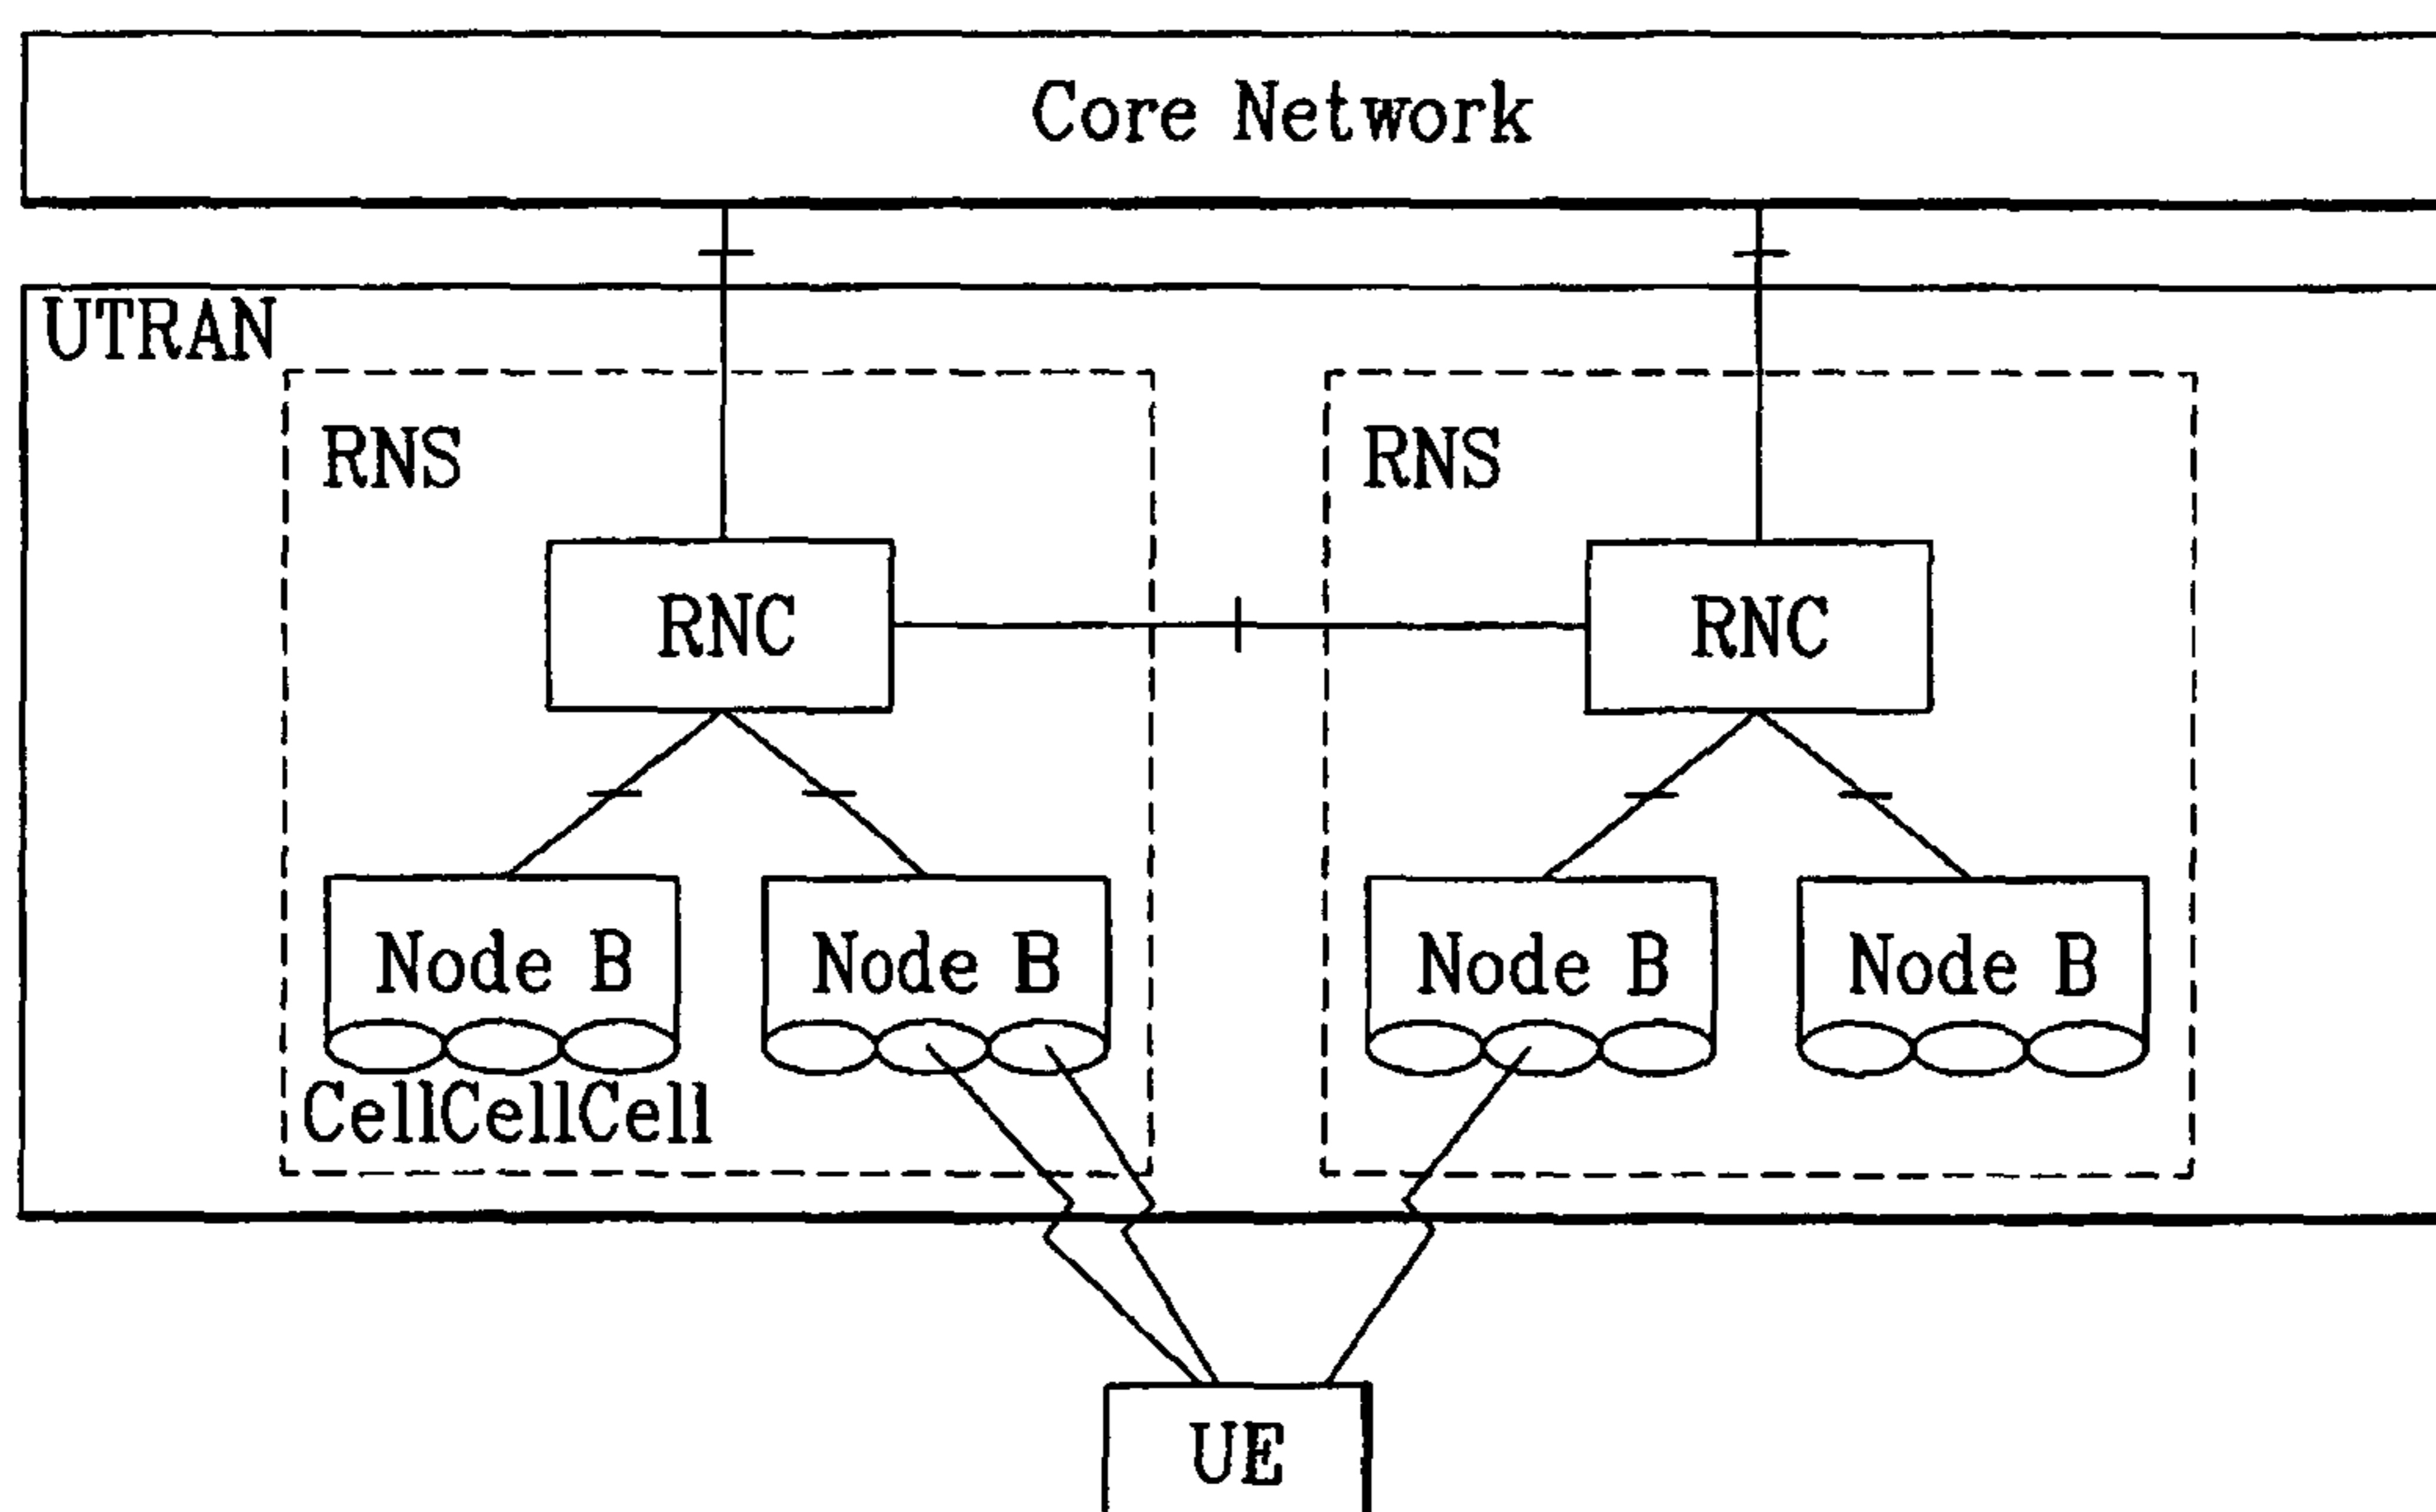 Core Network
UTRAN
RNS
RNS
RNC
RNC
Node B
Node B
Node B
Node B
CellCellCell
UE